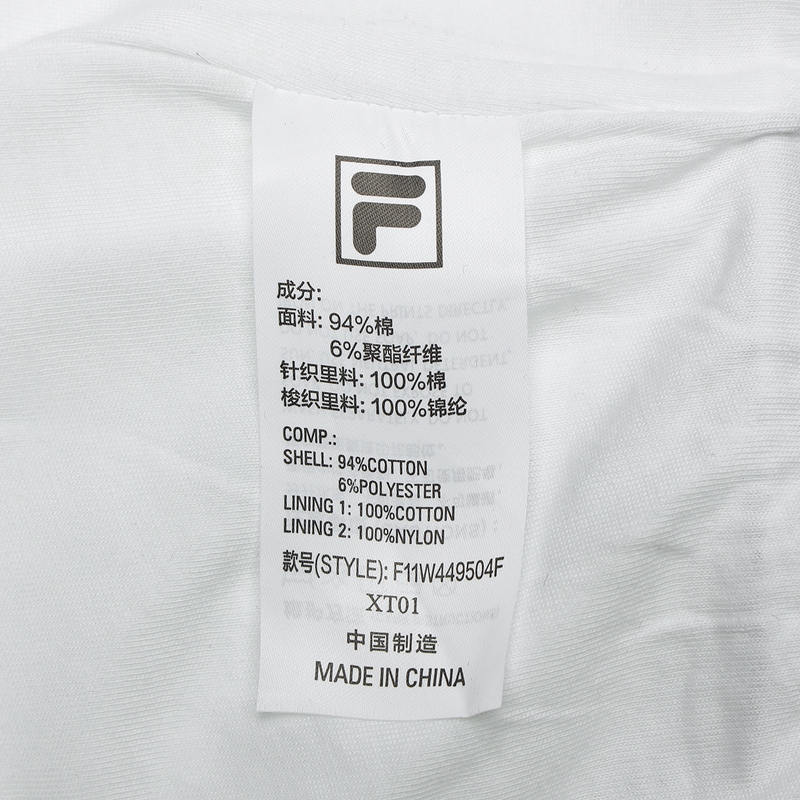 F
成分:
面料: 94%棉
6%聚酯纤维
针织里料: 100%棉
梭织里料: 100%锦纶
COMP.:
SHELL: 94%COTTON
6%POLYESTER
LINING 1: 100%COTTON
LINING 2: 100%NYLON
款号(STYLE): F11W449504F
XT01
中国制造
MADE IN CHINA